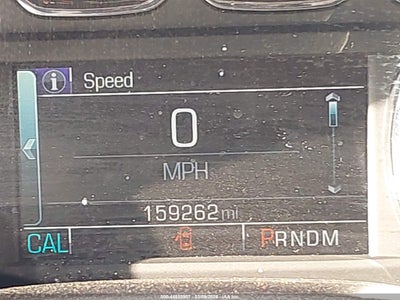 i Speed
0
MPH
159262 mi
CAL PRNDM